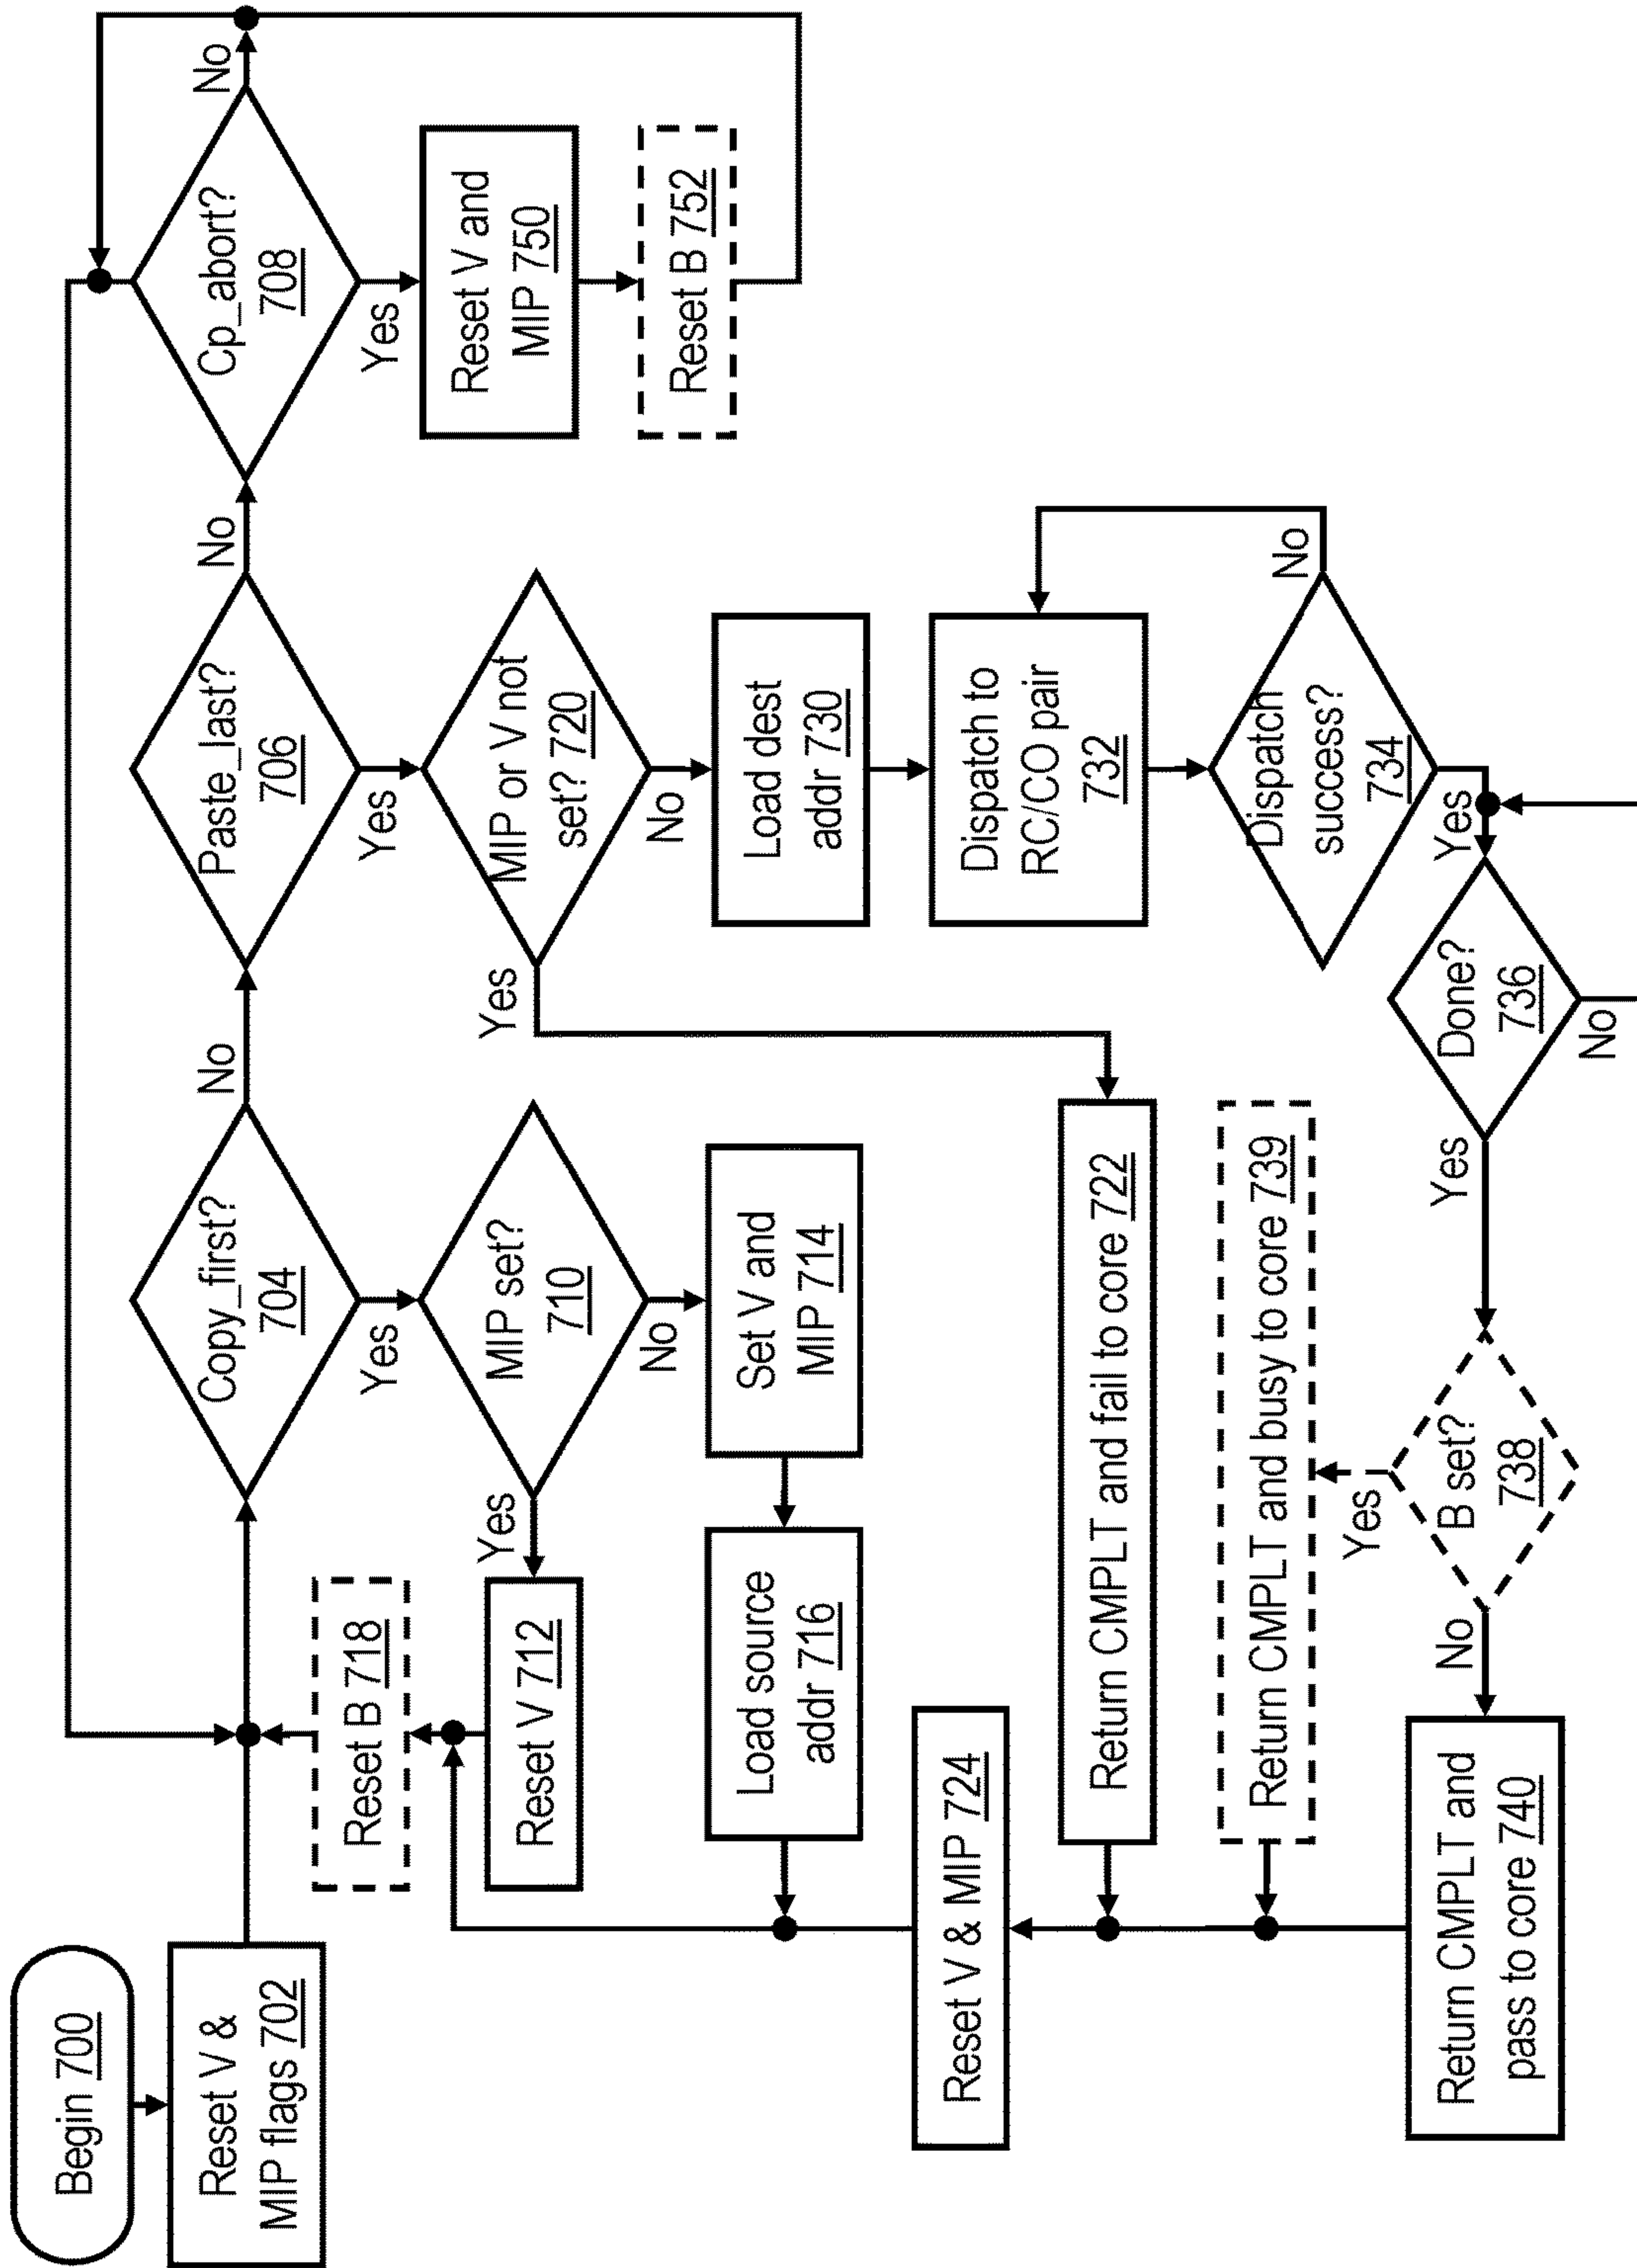 Begin 700
Reset V &
MIP flags 702
Copy_first?
704
No
Yes
Paste_last?
706
No
Yes
Cp_abort?
708
No
Yes
Reset V and
MIP 750
Reset B 752
Reset B 718
Reset V 712
Yes
MIP set?
710
No
Set V and
MIP 714
Load source
addr 716
MIP or V not
set? 720
Yes
No
Load dest
addr 730
Dispatch to
RC/CO pair
732
Dispatch
success?
734
No
Yes
Reset V & MIP 724
Return CMPLT and fail to core 722
Return CMPLT and busy to core 739
Done?
736
No
Yes
B set?
738
Yes
No
Return CMPLT and
pass to core 740